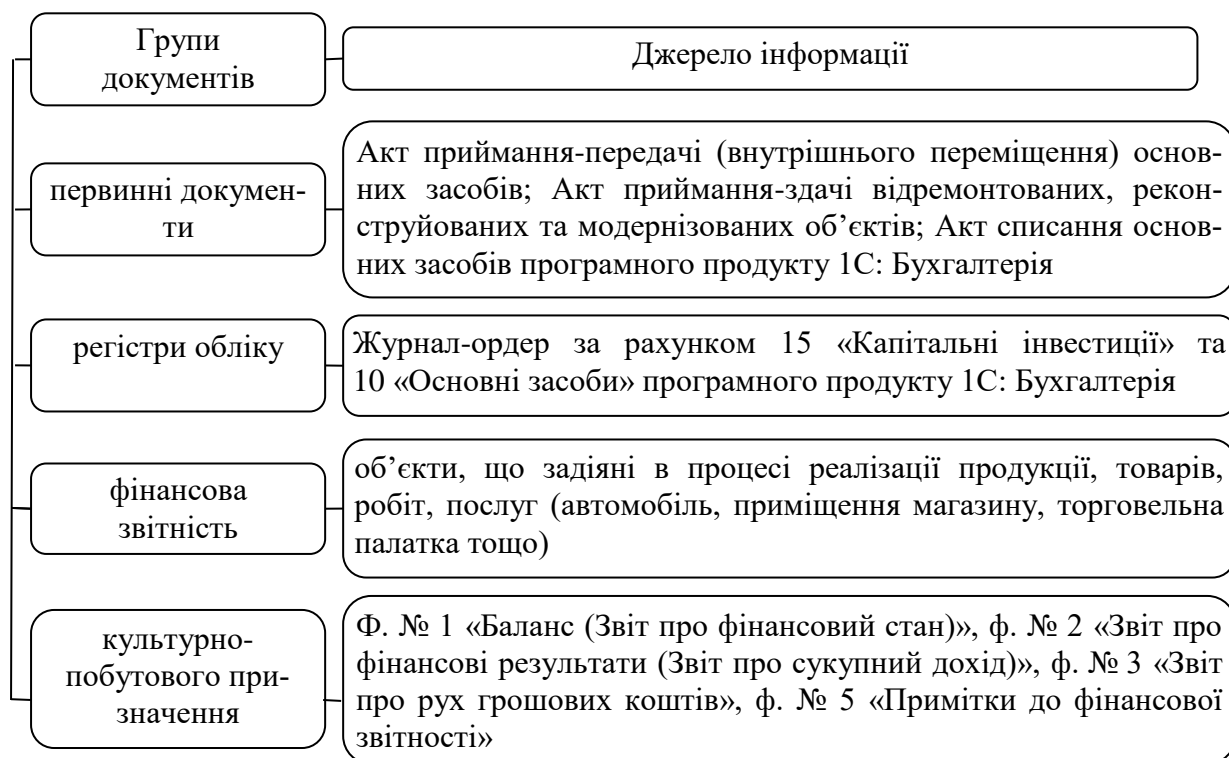 Групи
документів
Джерело інформації
первинні докумен-
ти
Акт приймання-передачі (внутрішнього переміщення) основ-
них засобів; Акт приймання-здачі відремонтованих, рекон-
струйованих та модернізованих об’єктів; Акт списання основ-
них засобів програмного продукту 1С: Бухгалтерія
регістри обліку
Журнал-ордер за рахунком 15 «Капітальні інвестиції» та
10 «Основні засоби» програмного продукту 1С: Бухгалтерія
фінансова
звітність
об’єкти, що задіяні в процесі реалізації продукції, товарів,
робіт, послуг (автомобіль, приміщення магазину, торговельна
палатка тощо)
культурно-
побутового при-
значення
Ф. № 1 «Баланс (Звіт про фінансовий стан)», ф. № 2 «Звіт про
фінансові результати (Звіт про сукупний дохід)», ф. № 3 «Звіт
про рух грошових коштів», ф. № 5 «Примітки до фінансової
звітності»